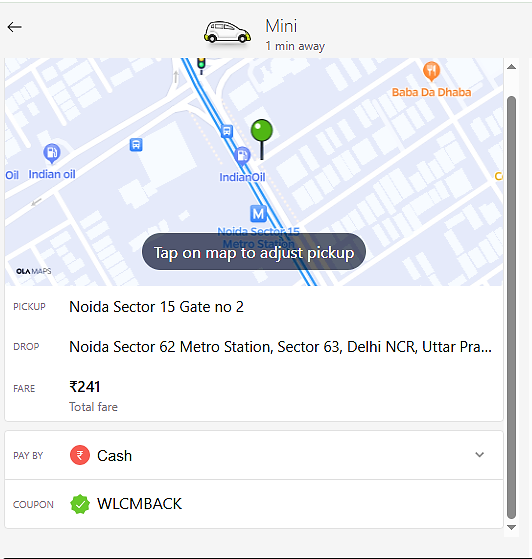 Mini
1 min away
Baba Da Dhaba
Oil
Indian oil
IndianOil
M
Noida Sector 15
Metro Station
Tap on map to adjust pickup
OLA MAPS
PICKUP Noida Sector 15 Gate no 2
DROP Noida Sector 62 Metro Station, Sector 63, Delhi NCR, Uttar Pra...
FARE ₹241
Total fare
PAY BY ₹ Cash
COUPON WLCMBACK